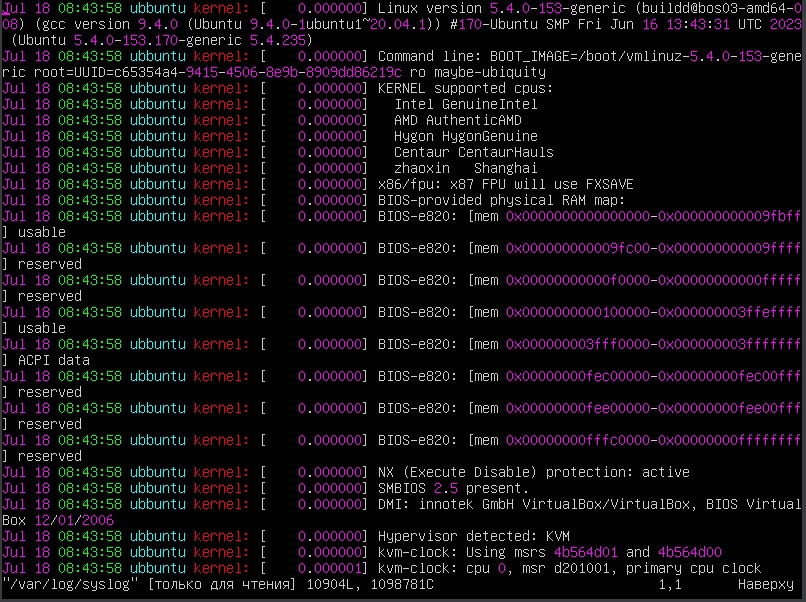 Jul 18 08:43:58 ubbuntu kernel: [    0.000000] Linux version 5.4.0-153-generic (buildd@bos03-amd64-0
08) (gcc version 9.4.0 (Ubuntu 9.4.0-1ubuntu1~20.04.1)) #170-Ubuntu SMP Fri Jun 16 13:43:31 UTC 2023
 (Ubuntu 5.4.0-153.170-generic 5.4.235)
Jul 18 08:43:58 ubbuntu kernel: [    0.000000] Command line: BOOT_IMAGE=/boot/vmlinuz-5.4.0-153-gene
ric root=UUID=c65354a4-9415-4506-8e9b-8909dd86219c ro maybe-ubiquity
Jul 18 08:43:58 ubbuntu kernel: [    0.000000] KERNEL supported cpus:
Jul 18 08:43:58 ubbuntu kernel: [    0.000000]   Intel GenuineIntel
Jul 18 08:43:58 ubbuntu kernel: [    0.000000]   AMD AuthenticAMD
Jul 18 08:43:58 ubbuntu kernel: [    0.000000]   Hygon HygonGenuine
Jul 18 08:43:58 ubbuntu kernel: [    0.000000]   Centaur CentaurHauls
Jul 18 08:43:58 ubbuntu kernel: [    0.000000]   zhaoxin   Shanghai
Jul 18 08:43:58 ubbuntu kernel: [    0.000000] x86/fpu: x87 FPU will use FXSAVE
Jul 18 08:43:58 ubbuntu kernel: [    0.000000] BIOS-provided physical RAM map:
Jul 18 08:43:58 ubbuntu kernel: [    0.000000] BIOS-e820: [mem 0x0000000000000000-0x000000000009fbff
] usable
Jul 18 08:43:58 ubbuntu kernel: [    0.000000] BIOS-e820: [mem 0x000000000009fc00-0x000000000009ffff
] reserved
Jul 18 08:43:58 ubbuntu kernel: [    0.000000] BIOS-e820: [mem 0x00000000000f0000-0x00000000000fffff
] reserved
Jul 18 08:43:58 ubbuntu kernel: [    0.000000] BIOS-e820: [mem 0x0000000000100000-0x000000003ffeffff
] usable
Jul 18 08:43:58 ubbuntu kernel: [    0.000000] BIOS-e820: [mem 0x000000003fff0000-0x000000003fffffff
] ACPI data
Jul 18 08:43:58 ubbuntu kernel: [    0.000000] BIOS-e820: [mem 0x00000000fec00000-0x00000000fec00fff
] reserved
Jul 18 08:43:58 ubbuntu kernel: [    0.000000] BIOS-e820: [mem 0x00000000fee00000-0x00000000fee00fff
] reserved
Jul 18 08:43:58 ubbuntu kernel: [    0.000000] BIOS-e820: [mem 0x00000000fffc0000-0x00000000ffffffff
] reserved
Jul 18 08:43:58 ubbuntu kernel: [    0.000000] NX (Execute Disable) protection: active
Jul 18 08:43:58 ubbuntu kernel: [    0.000000] SMBIOS 2.5 present.
Jul 18 08:43:58 ubbuntu kernel: [    0.000000] DMI: innotek GmbH VirtualBox/VirtualBox, BIOS Virtual
Box 12/01/2006
Jul 18 08:43:58 ubbuntu kernel: [    0.000000] Hypervisor detected: KVM
Jul 18 08:43:58 ubbuntu kernel: [    0.000000] kvm-clock: Using msrs 4b564d01 and 4b564d00
Jul 18 08:43:58 ubbuntu kernel: [    0.000001] kvm-clock: cpu 0, msr d201001, primary cpu clock
"/var/log/syslog" [только для чтения] 10904L, 1098781C 1,1 Наверху